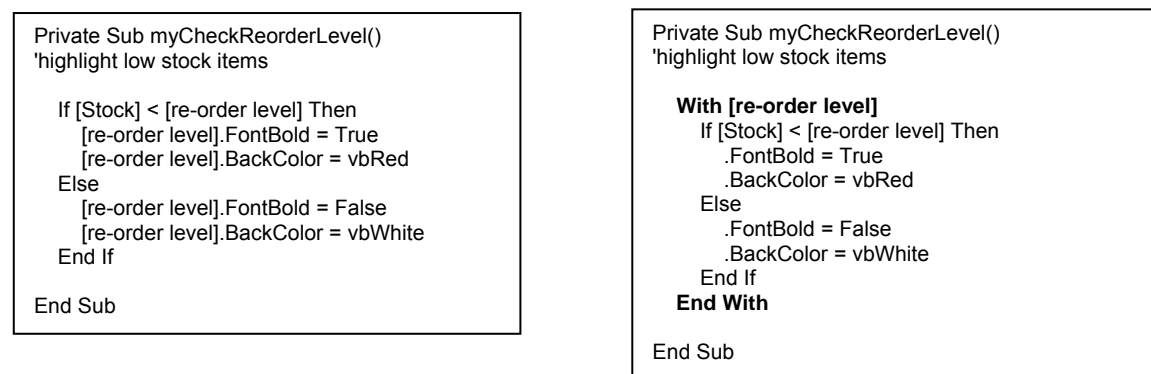 Private Sub myCheckReorderLevel()
'highlight low stock items
If [Stock] < [re-order level] Then
[re-order level].FontBold = True
[re-order level].BackColor = vbRed
Else
[re-order level].FontBold = False
[re-order level].BackColor = vbWhite
End If
End Sub
Private Sub myCheckReorderLevel()
'highlight low stock items
With [re-order level]
If [Stock] < [re-order level] Then
.FontBold = True
.BackColor = vbRed
Else
.FontBold = False
.BackColor = vbWhite
End If
End With
End Sub